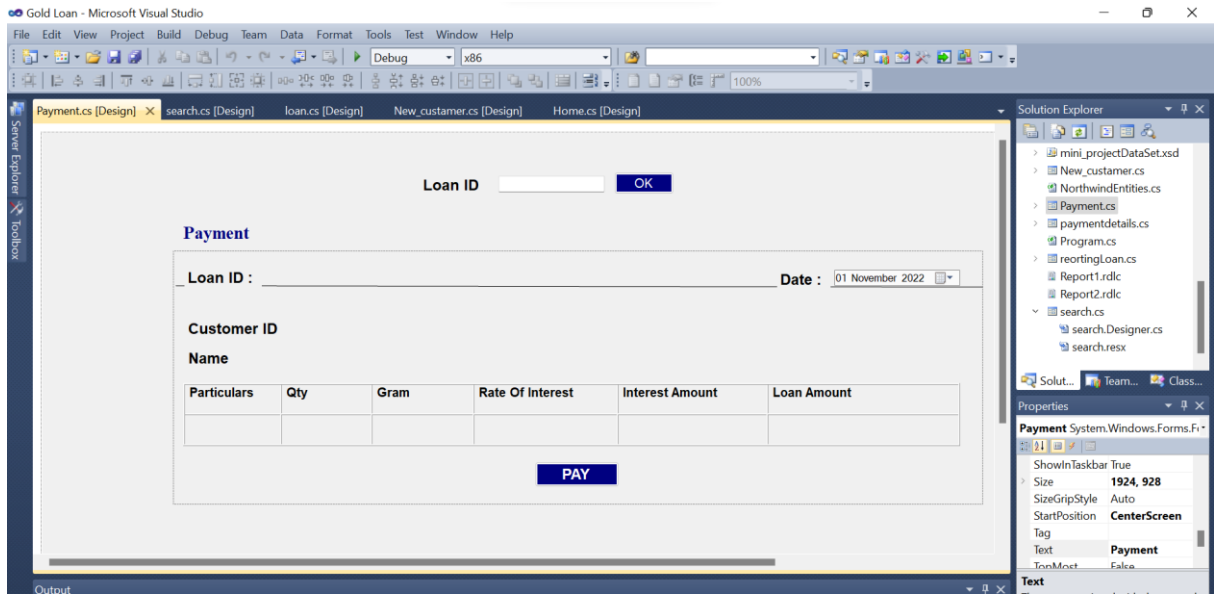 Gold Loan - Microsoft Visual Studio
File Edit View Project Build Debug Team Data Format Tools Test Window Help
Debug x86
100%
Payment.cs [Design] search.cs [Design] loan.cs [Design] New_custamer.cs [Design] Home.cs [Design]
Server Explorer
Toolbox
Loan ID OK
Payment
Loan ID : Date : 01 November 2022
Customer ID
Name
Particulars Qty Gram Rate Of Interest Interest Amount Loan Amount
PAY
Output
Solution Explorer
mini_projectDataSet.xsd
New_custamer.cs
NorthwindEntities.cs
Payment.cs
paymentdetails.cs
Program.cs
reortingLoan.cs
Report1.rdlc
Report2.rdlc
search.cs
search.Designer.cs
search.resx
Solut... Team... Class...
Properties
Payment System.Windows.Forms.F
ShowInTaskbar True
Size 1924, 928
SizeGripStyle Auto
StartPosition CenterScreen
Tag
Text Payment
TopMost False
Text